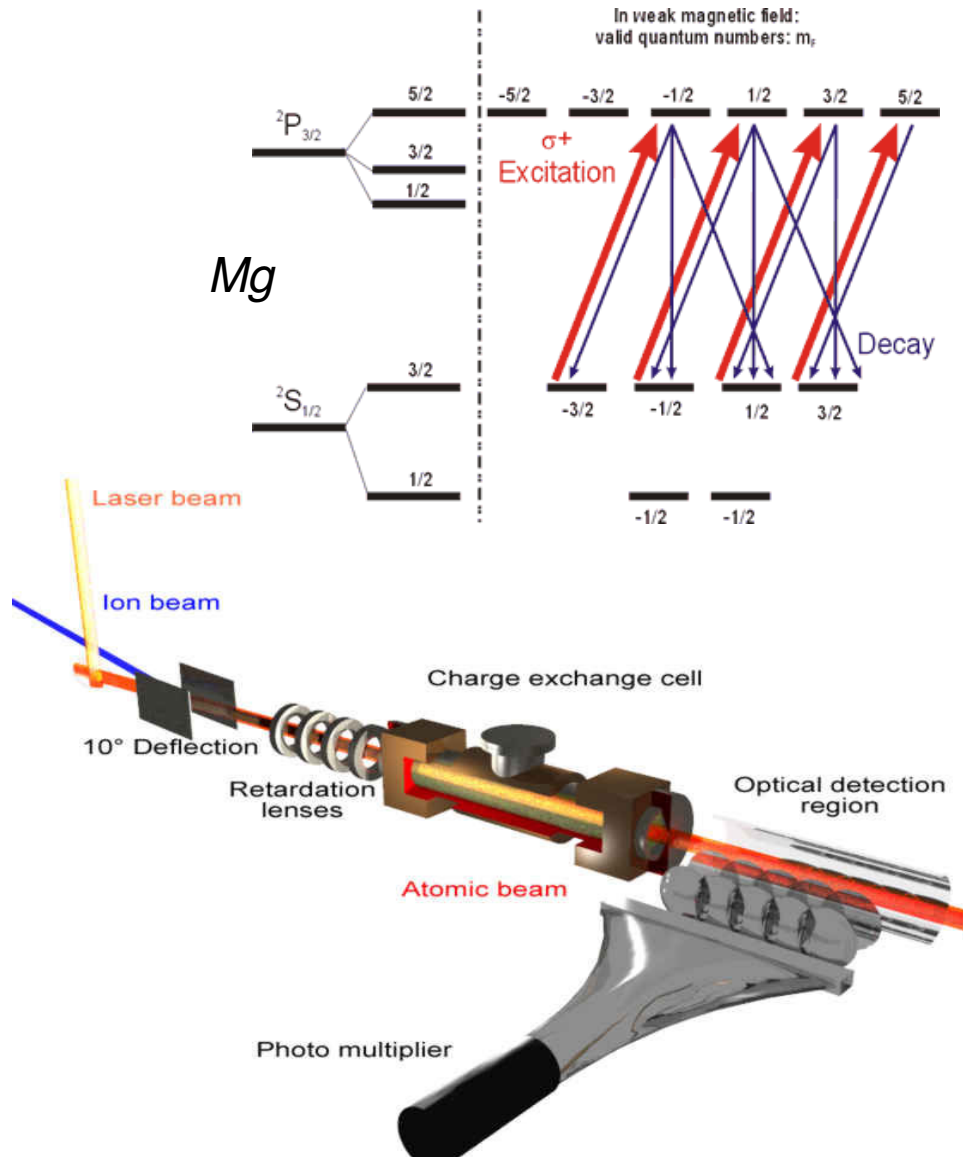 In weak magnetic field:
valid quantum numbers: mF
5/2
-5/2
-3/2
-1/2
1/2
3/2
5/2
2P3/2
3/2
1/2
σ+
Excitation
Mg
Decay
2S1/2
3/2
-3/2
-1/2
1/2
3/2
1/2
-1/2
-1/2
Laser beam
Ion beam
Charge exchange cell
10° Deflection
Retardation
lenses
Optical detection
region
Atomic beam
Photo multiplier